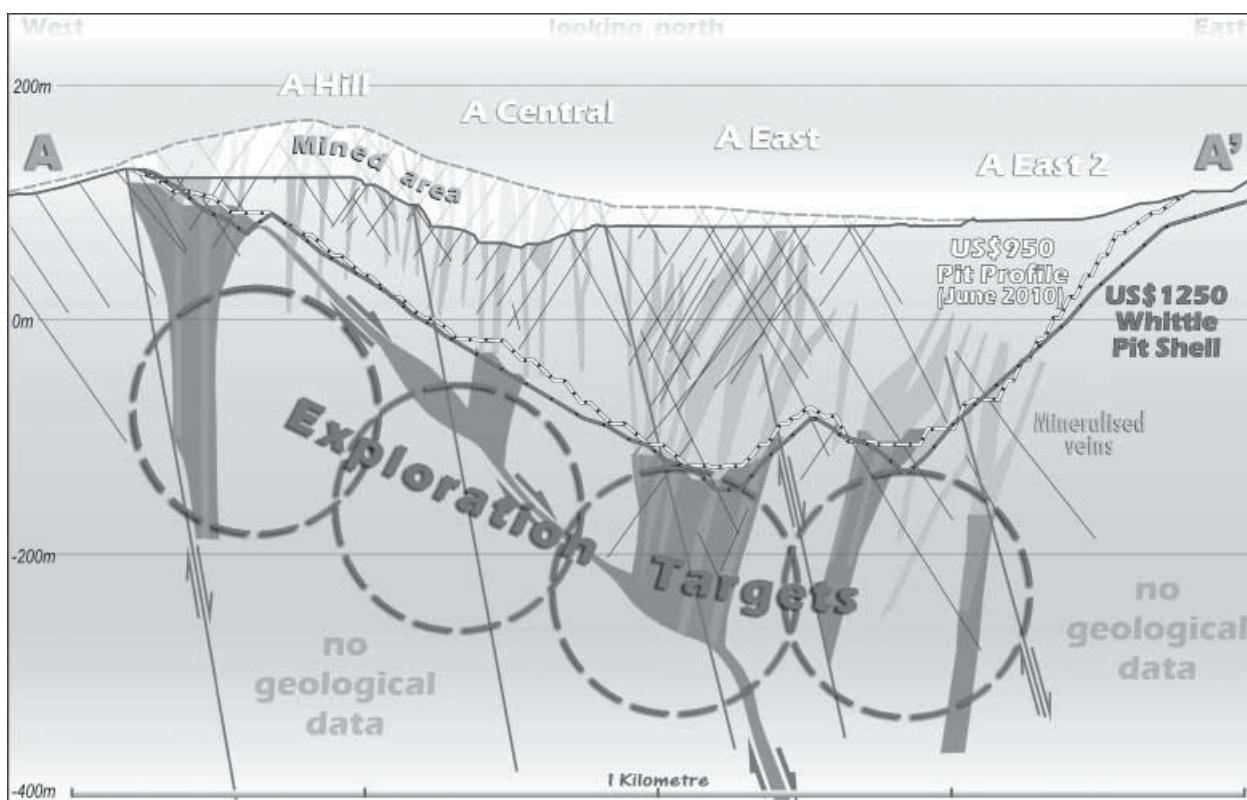 West
looking north
East
200m
A Hill
A Central
A East
A East 2
A
A'
Mined area
US$950
Pit Profile
(June 2010)
US$1250
Whittle
Pit Shell
0m
Mineralised
veins
Exploration
Targets
-200m
no
geological
data
no
geological
data
-400m
1 Kilometre